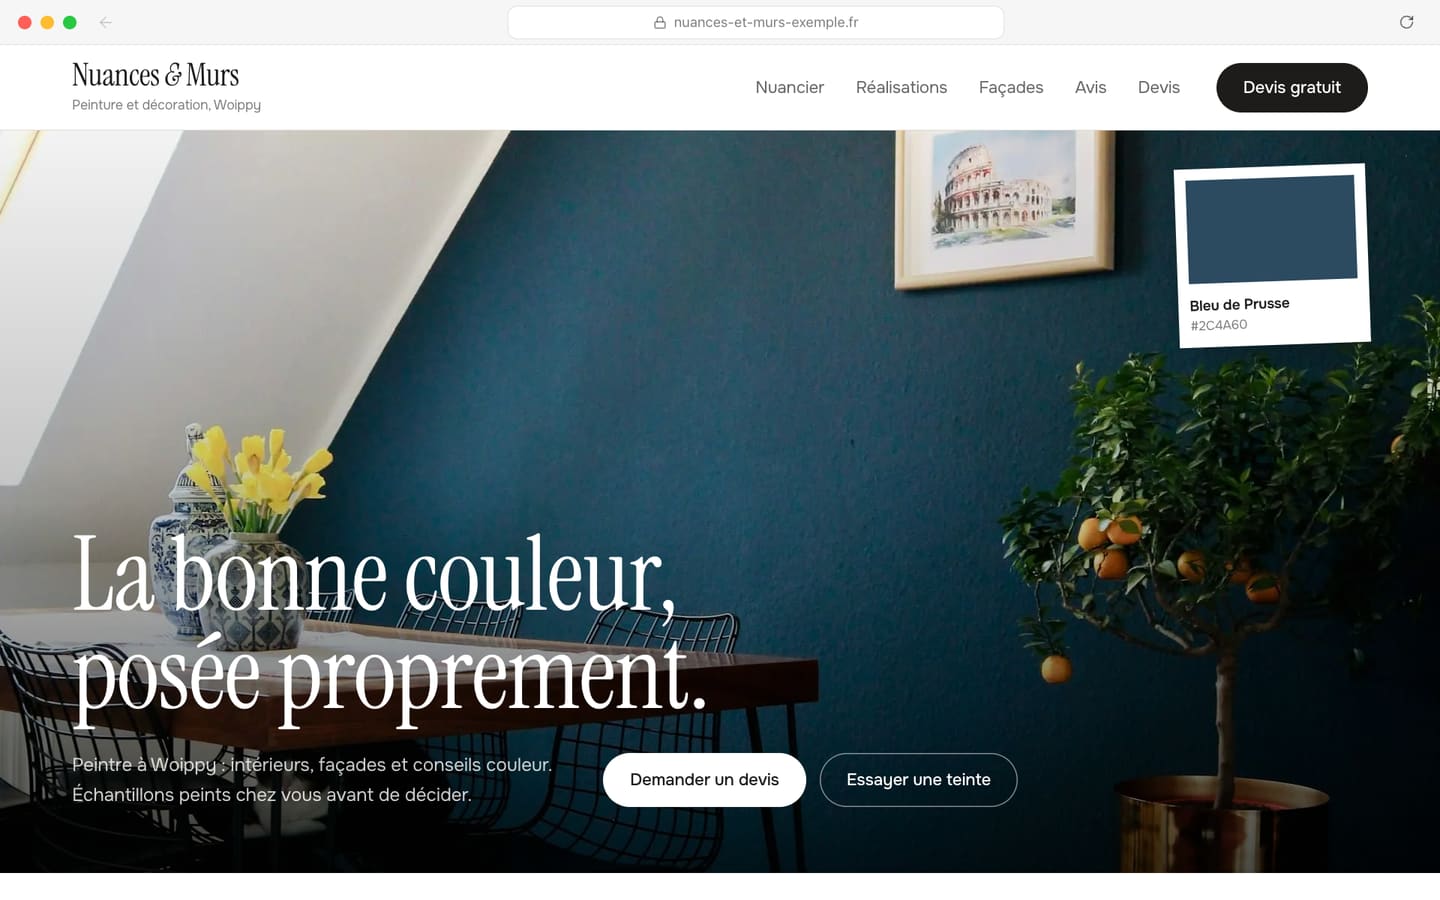 nuances-et-murs-exemple.fr
Nuances & Murs
Peinture et décoration, Woippy
Nuancier
Réalisations
Façades
Avis
Devis
Devis gratuit
Bleu de Prusse
#2C4A60
La bonne couleur,
posée proprement.
Peintre à Woippy : intérieurs, façades et conseils couleur.
Échantillons peints chez vous avant de décider.
Demander un devis
Essayer une teinte